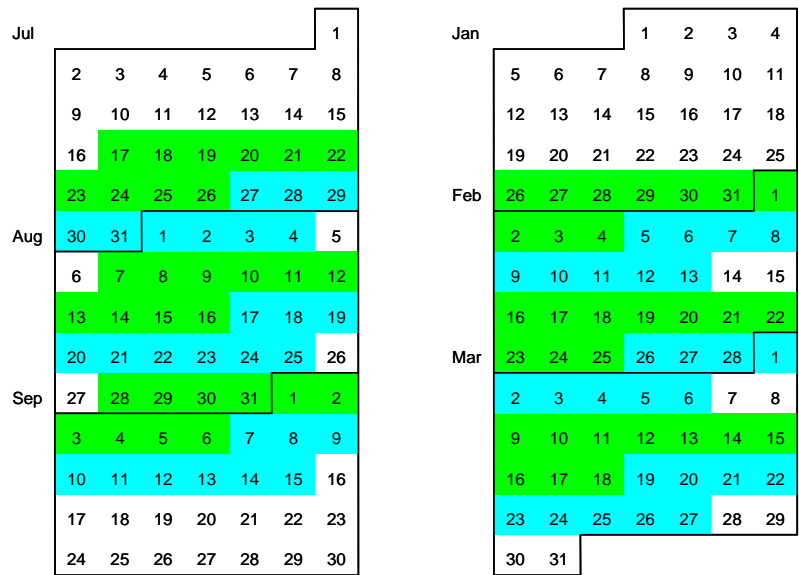 Jul 1
2 3 4 5 6 7 8
9 10 11 12 13 14 15
16 17 18 19 20 21 22
23 24 25 26 27 28 29
Aug 30 31 1 2 3 4 5
6 7 8 9 10 11 12
13 14 15 16 17 18 19
20 21 22 23 24 25 26
Sep 27 28 29 30 31 1 2
3 4 5 6 7 8 9
10 11 12 13 14 15 16
17 18 19 20 21 22 23
24 25 26 27 28 29 30
Jan 1 2 3 4
5 6 7 8 9 10 11
12 13 14 15 16 17 18
19 20 21 22 23 24 25
Feb 26 27 28 29 30 31 1
2 3 4 5 6 7 8
9 10 11 12 13 14 15
16 17 18 19 20 21 22
Mar 23 24 25 26 27 28 1
2 3 4 5 6 7 8
9 10 11 12 13 14 15
16 17 18 19 20 21 22
23 24 25 26 27 28 29
30 31